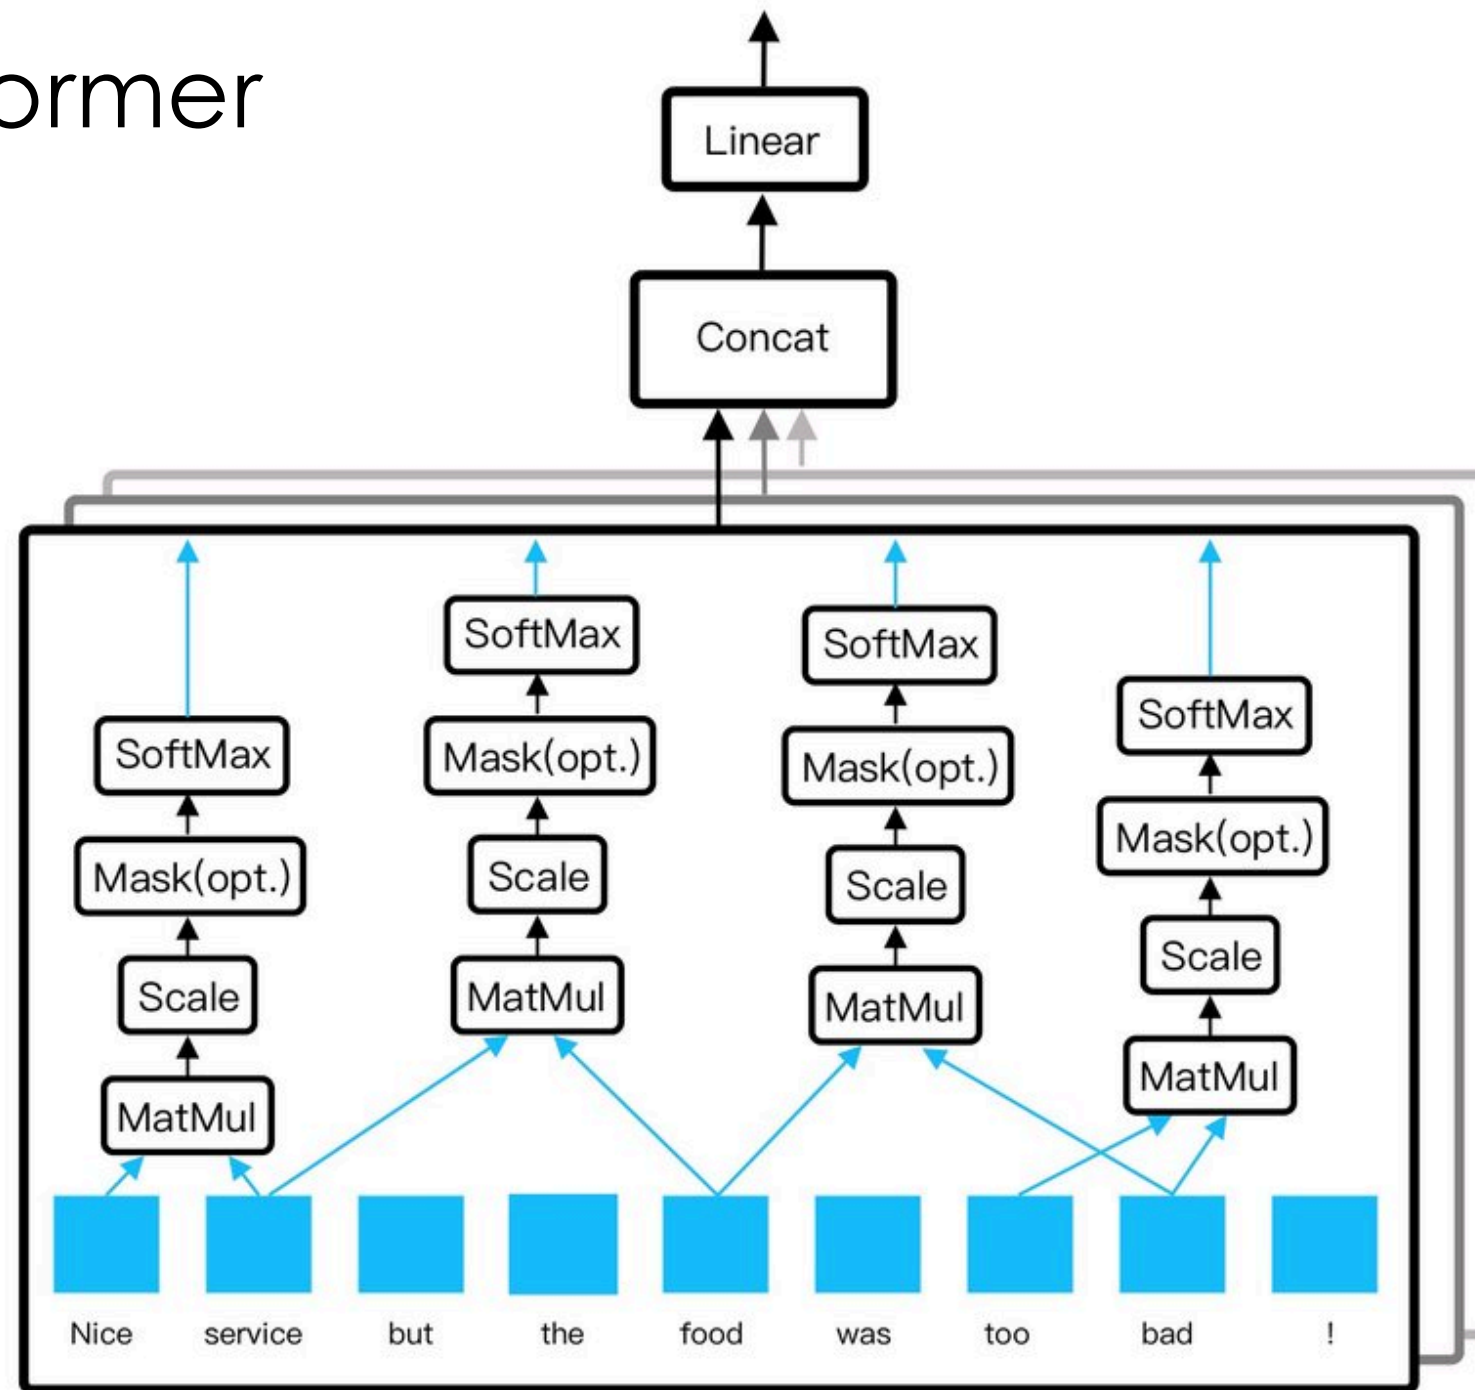 ormer
Linear
Concat
SoftMax
Mask(opt.)
Scale
MatMul
SoftMax
Mask(opt.)
Scale
MatMul
SoftMax
Mask(opt.)
Scale
MatMul
SoftMax
Mask(opt.)
Scale
MatMul
Nice service but the food was too bad !